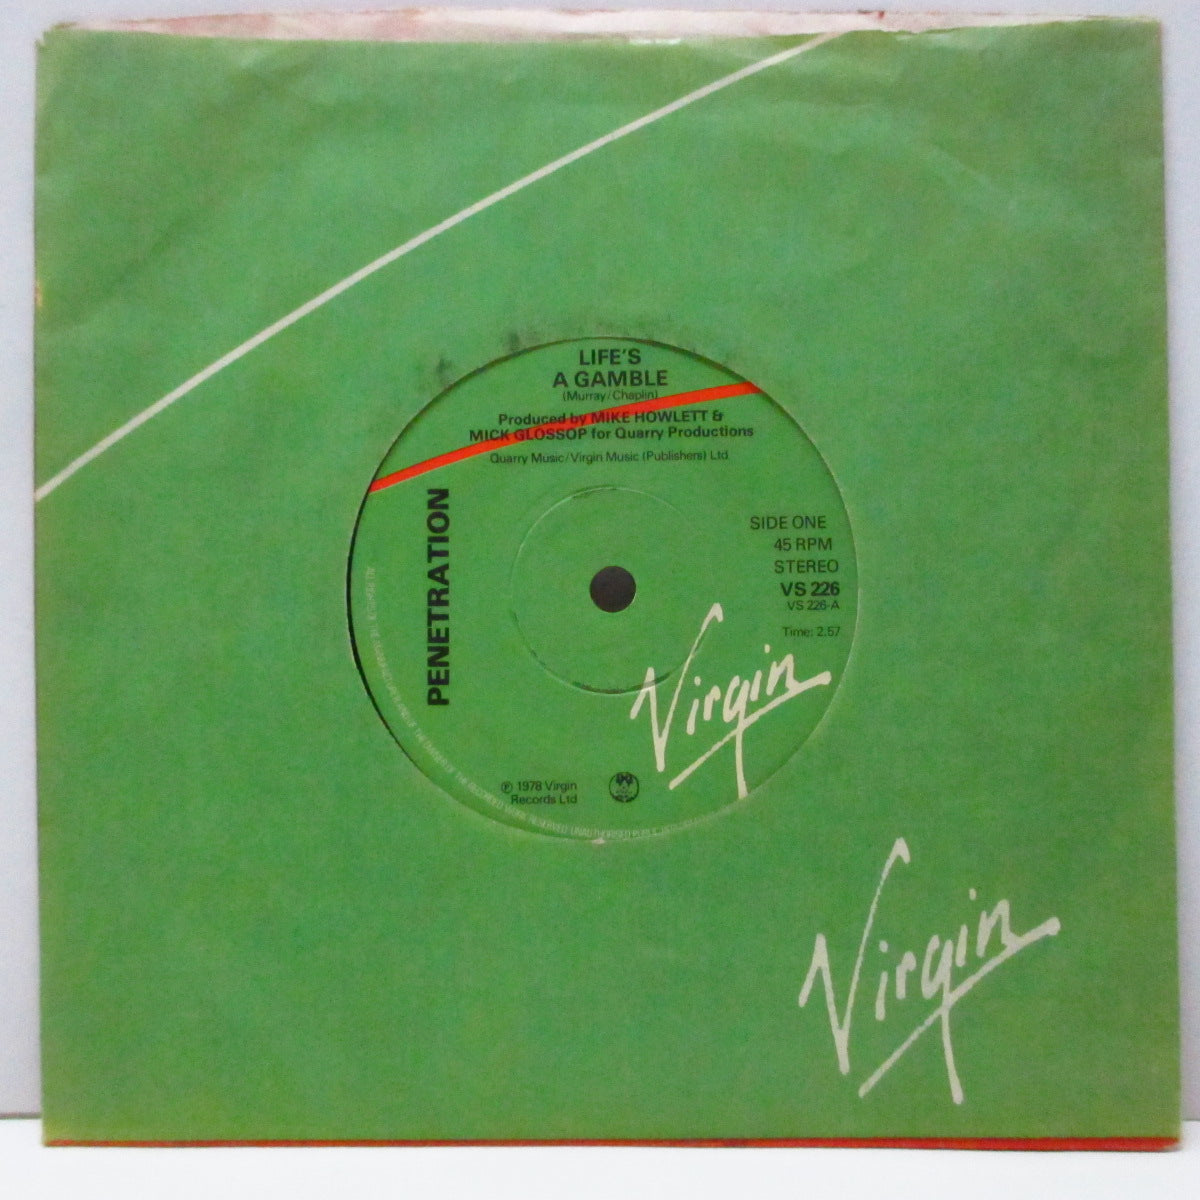 LIFE'S
A GAMBLE
(Murray/Chaplin)
Produced by MIKE HOWLETT &
MICK GLOSSOP for Quarry Productions
Quarry Music/Virgin Music (Publishers) Ltd
PENETRATION
SIDE ONE
45 RPM
STEREO
VS 226
VS 226-A
Time: 2.57
Virgin
℗ 1978 Virgin
Records Ltd
Virgin